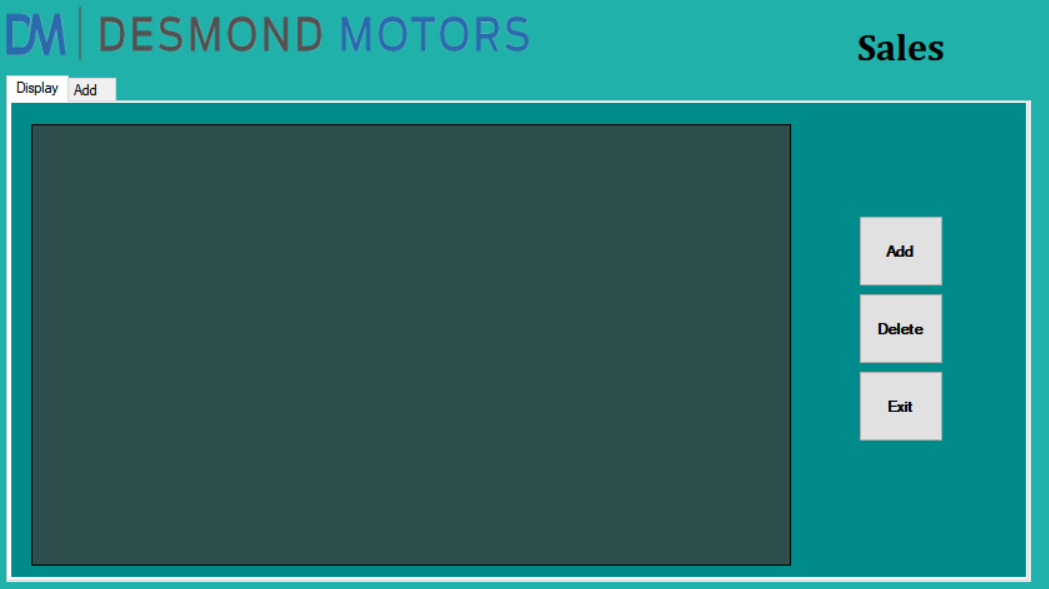 DM | DESMOND MOTORS
Sales
Display Add
Add
Delete
Exit